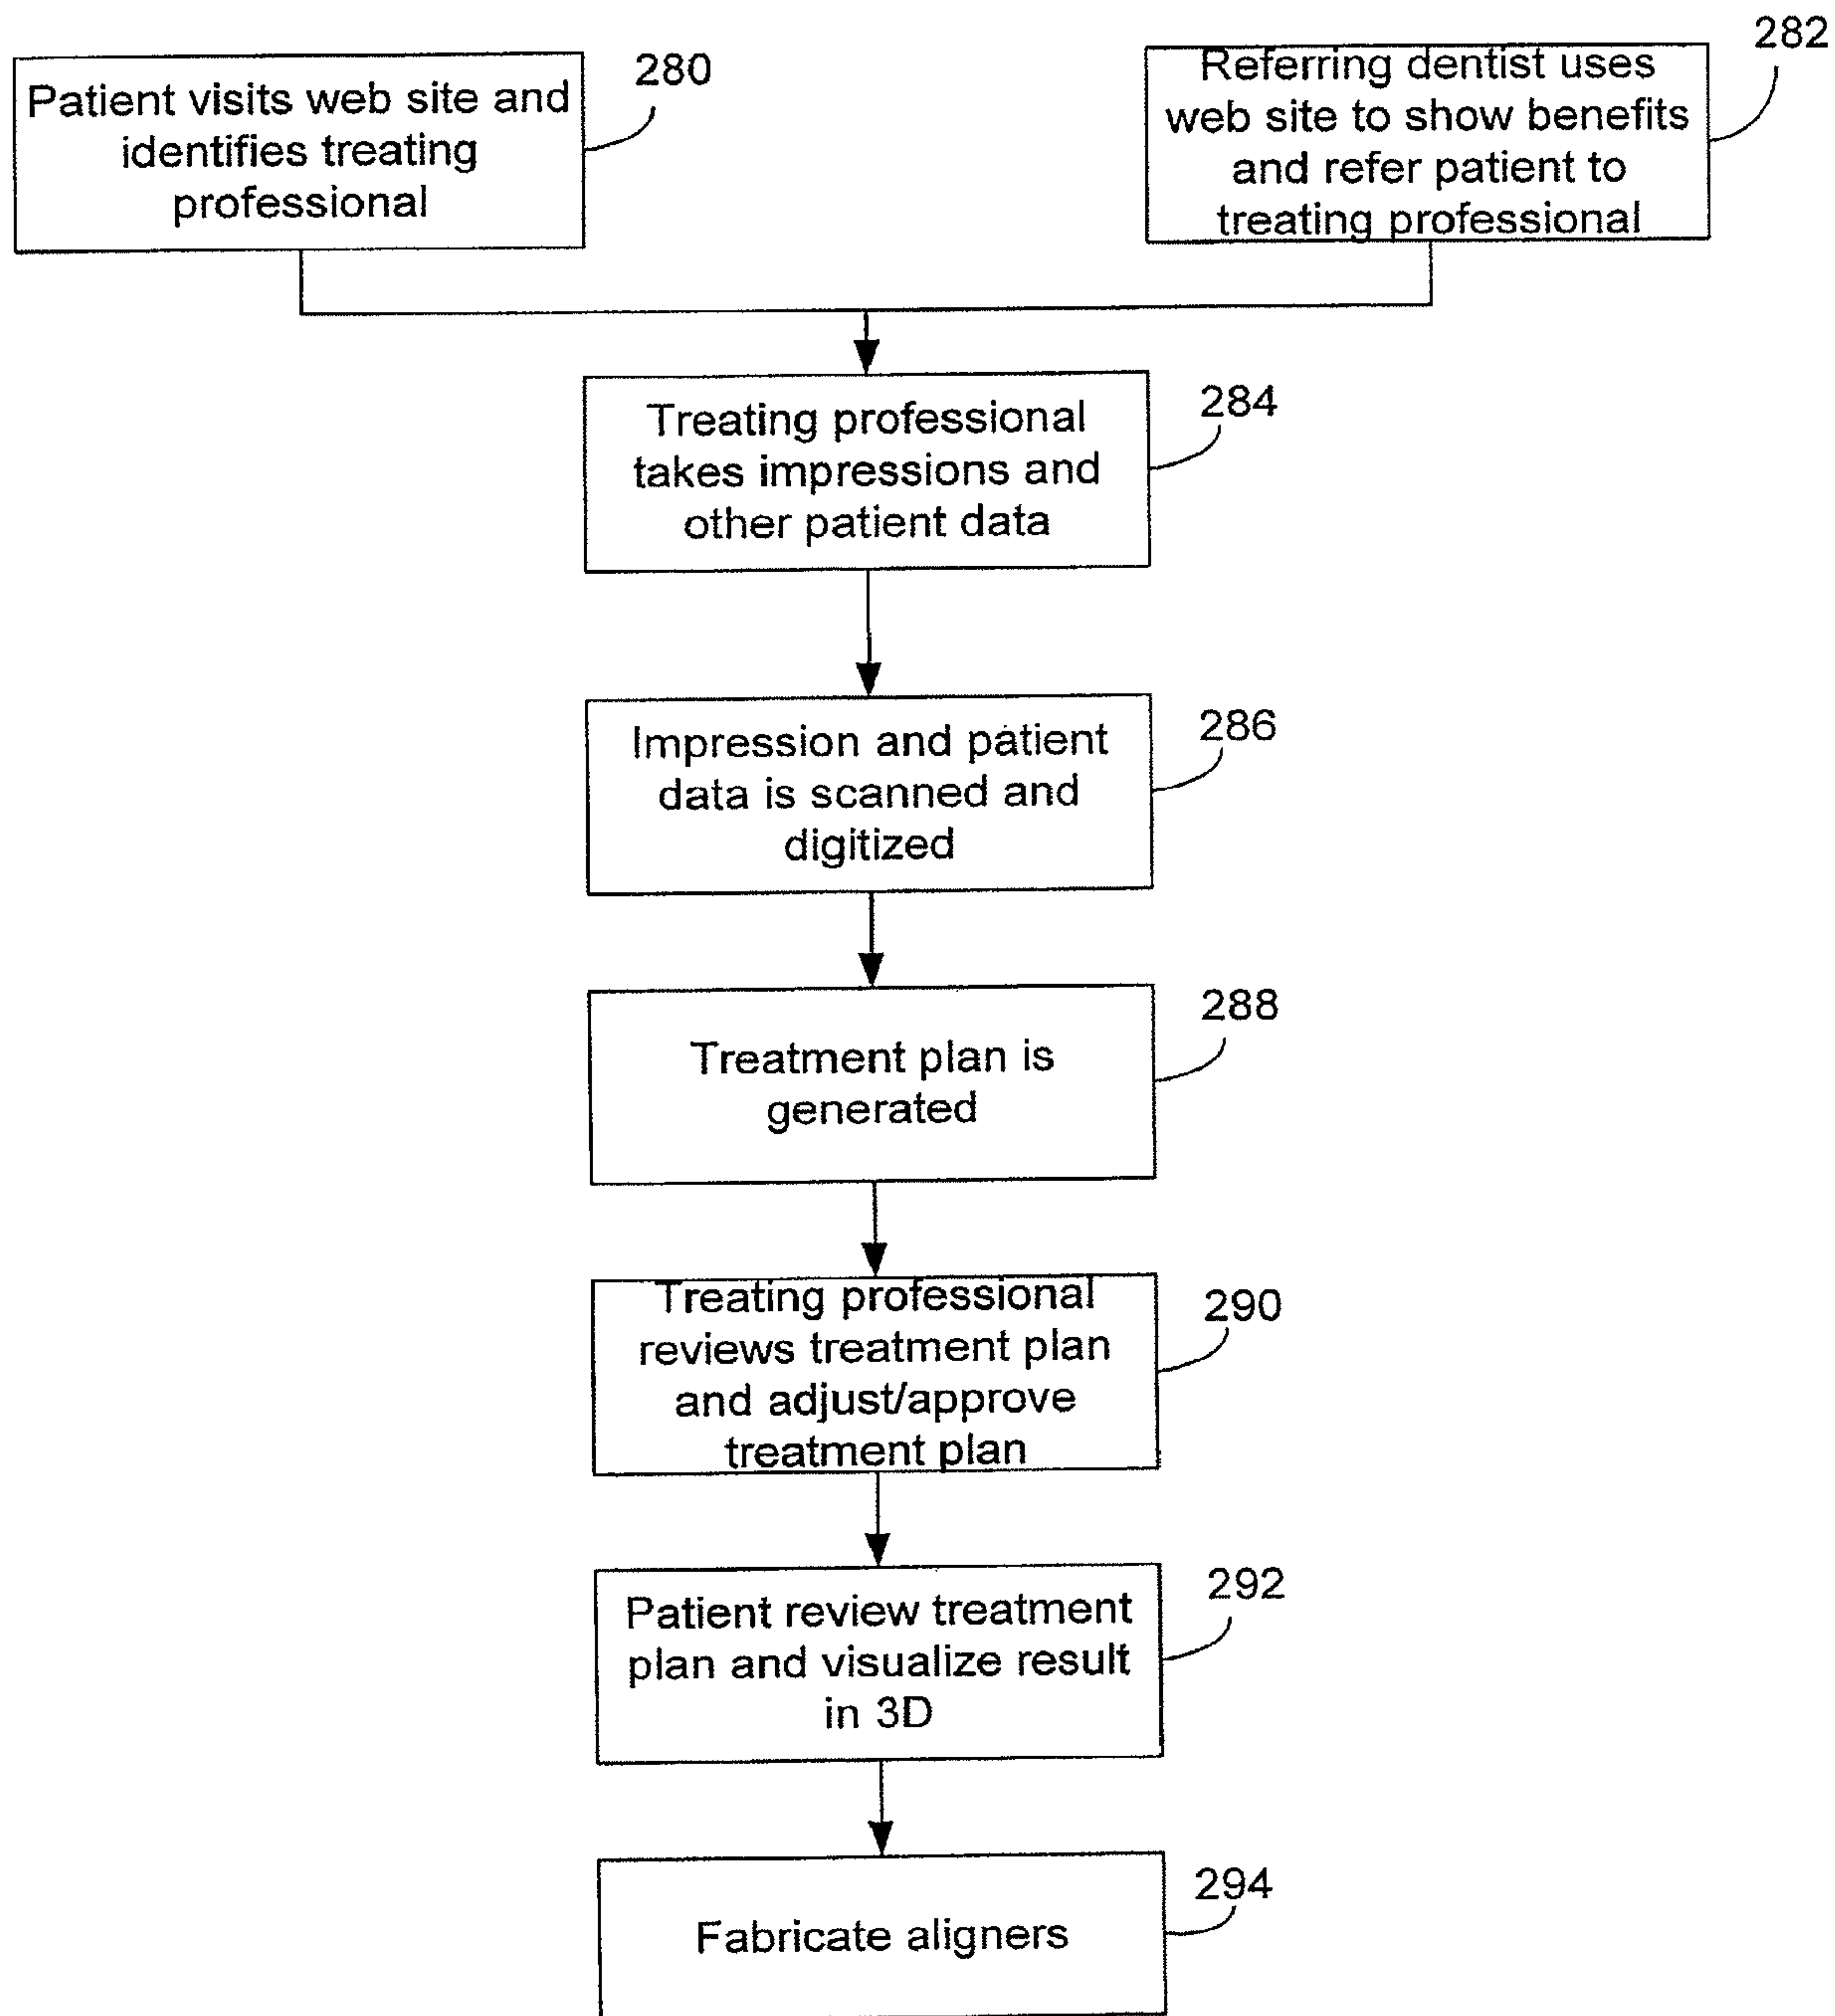 Patient visits web site and
identifies treating
professional
280
Referring dentist uses
web site to show benefits
and refer patient to
treating professional
282
Treating professional
takes impressions and
other patient data
284
Impression and patient
data is scanned and
digitized
286
Treatment plan is
generated
288
Treating professional
reviews treatment plan
and adjust/approve
treatment plan
290
Patient review treatment
plan and visualize result
in 3D
292
Fabricate aligners
294